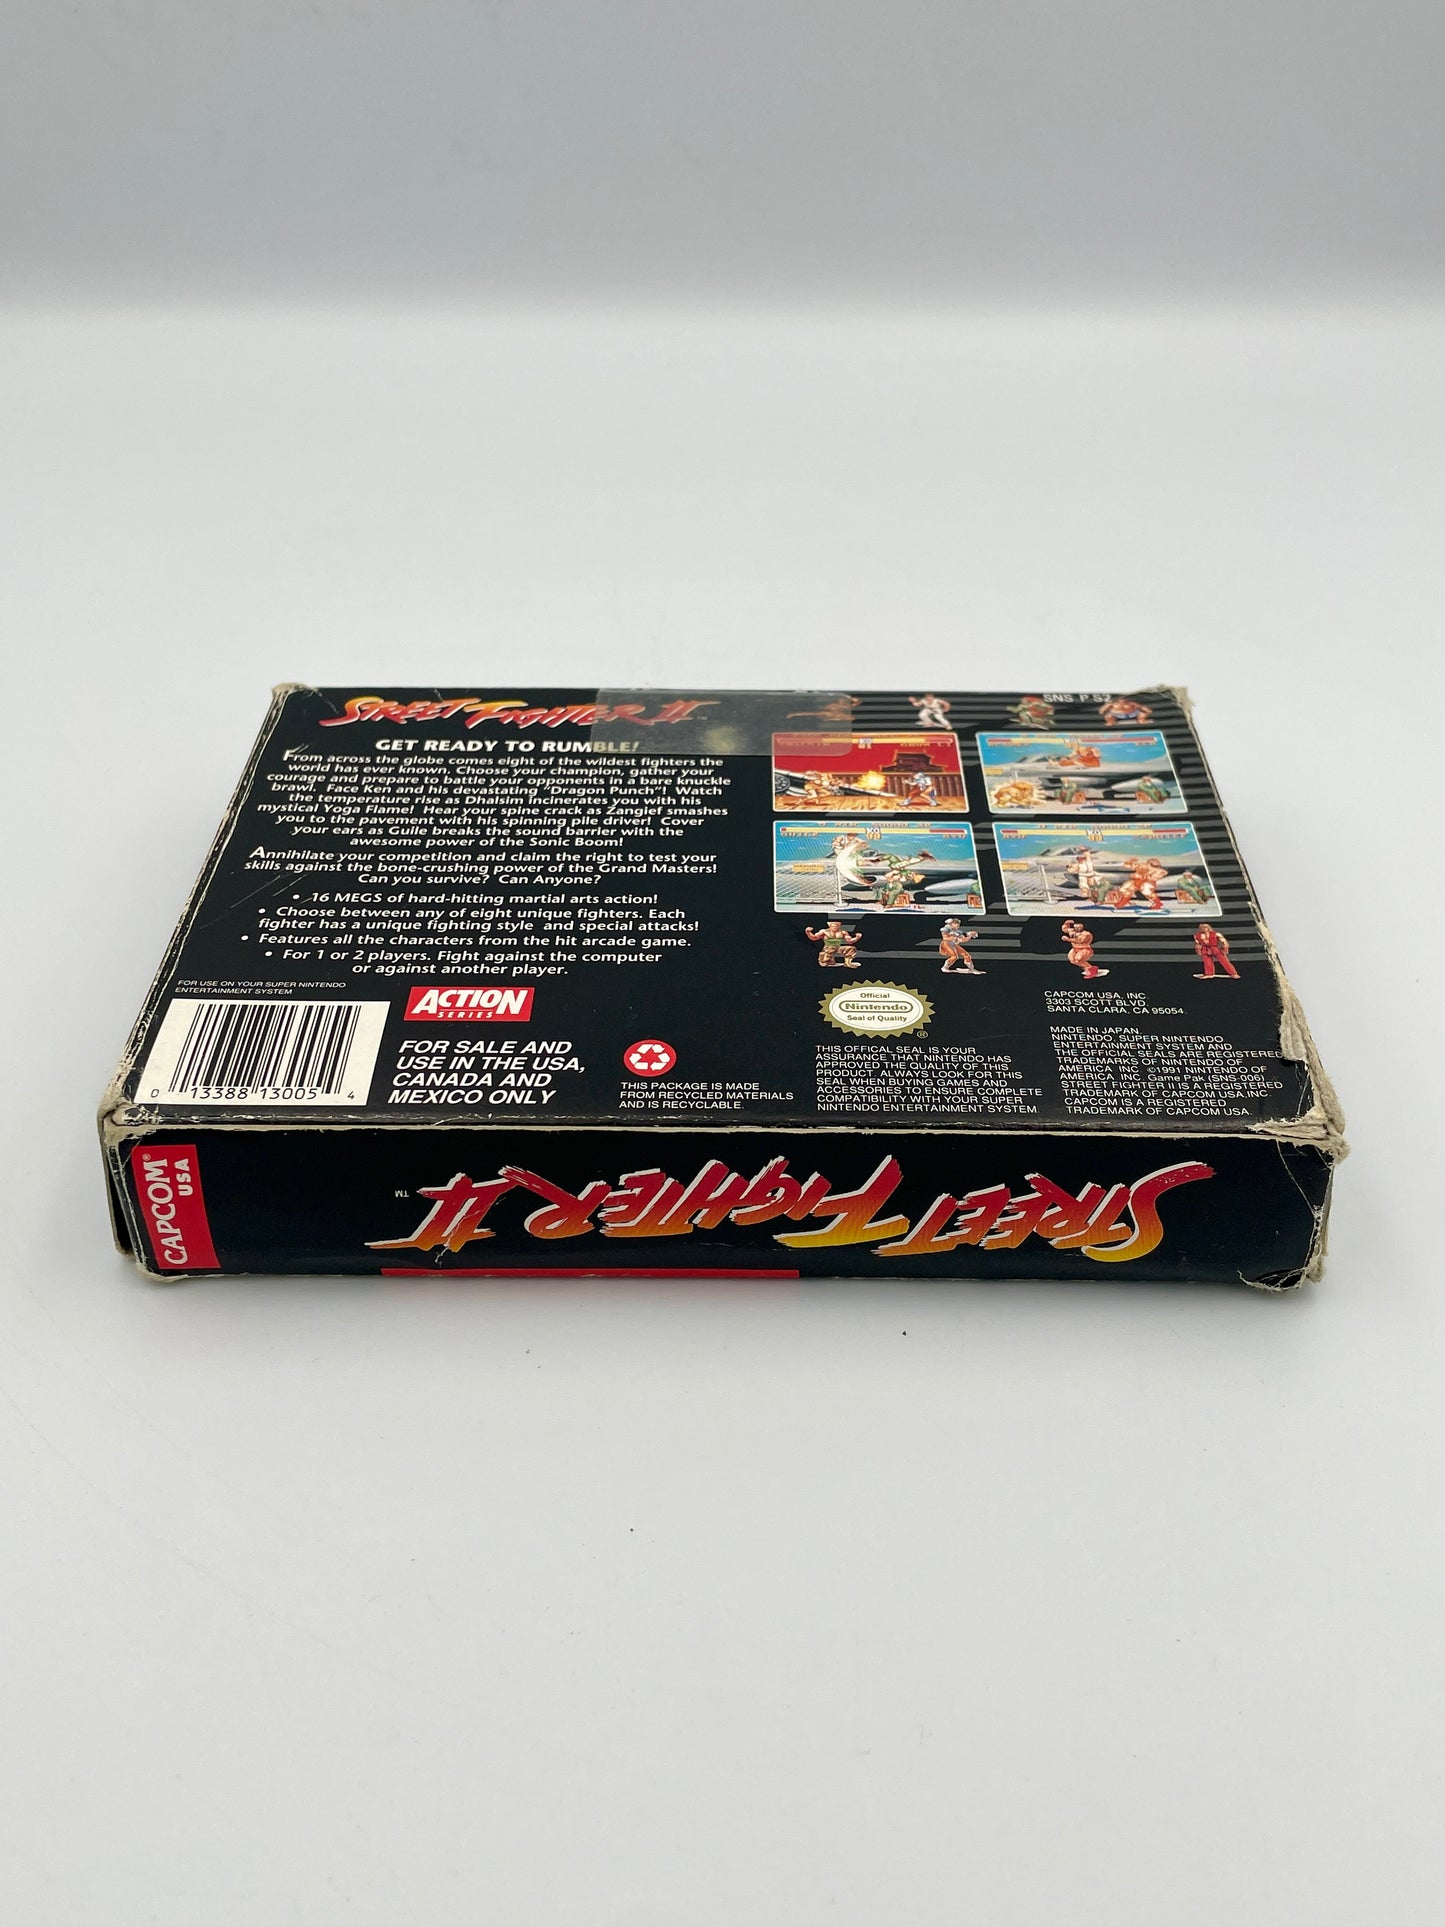 STREET FIGHTER II™
SNS P S2
GET READY TO RUMBLE!
From across the globe comes eight of the wildest fighters the
world has ever known. Choose your champion, gather your
courage and prepare to battle your opponents in a bare knuckle
brawl. Face Ken and his devastating "Dragon Punch"! Watch
the temperature rise as Dhalsim incinerates you with his
mystical Yoga Flame! Hear your spine crack as Zangief smashes
you to the pavement with his spinning pile driver! Cover
your ears as Guile breaks the sound barrier with the
awesome power of the Sonic Boom!
Annihilate your competition and claim the right to test your
skills against the bone-crushing power of the Grand Masters!
Can you survive? Can Anyone?
• 16 MEGS of hard-hitting martial arts action!
• Choose between any of eight unique fighters. Each
fighter has a unique fighting style and special attacks!
• Features all the characters from the hit arcade game.
• For 1 or 2 players. Fight against the computer
or against another player.
FOR USE ON YOUR SUPER NINTENDO
ENTERTAINMENT SYSTEM
0 13388 13005 4
ACTION
SERIES
FOR SALE AND
USE IN THE USA,
CANADA AND
MEXICO ONLY
THIS PACKAGE IS MADE
FROM RECYCLED MATERIALS
AND IS RECYCLABLE.
Official
Nintendo
Seal of Quality
®
THIS OFFICAL SEAL IS YOUR
ASSURANCE THAT NINTENDO HAS
APPROVED THE QUALITY OF THIS
PRODUCT. ALWAYS LOOK FOR THIS
SEAL WHEN BUYING GAMES AND
ACCESSORIES TO ENSURE COMPLETE
COMPATIBILITY WITH YOUR SUPER
NINTENDO ENTERTAINMENT SYSTEM.
CAPCOM USA, INC.
3303 SCOTT BLVD.
SANTA CLARA, CA 95054.
MADE IN JAPAN.
NINTENDO, SUPER NINTENDO
ENTERTAINMENT SYSTEM AND
THE OFFICIAL SEALS ARE REGISTERED
TRADEMARKS OF NINTENDO OF
AMERICA INC. ©1991 NINTENDO OF
AMERICA INC. Game Pak (SNS-006)
STREET FIGHTER II IS A REGISTERED
TRADEMARK OF CAPCOM USA.INC.
CAPCOM IS A REGISTERED
TRADEMARK OF CAPCOM USA.
CAPCOM®
USA
STREET FIGHTER II™